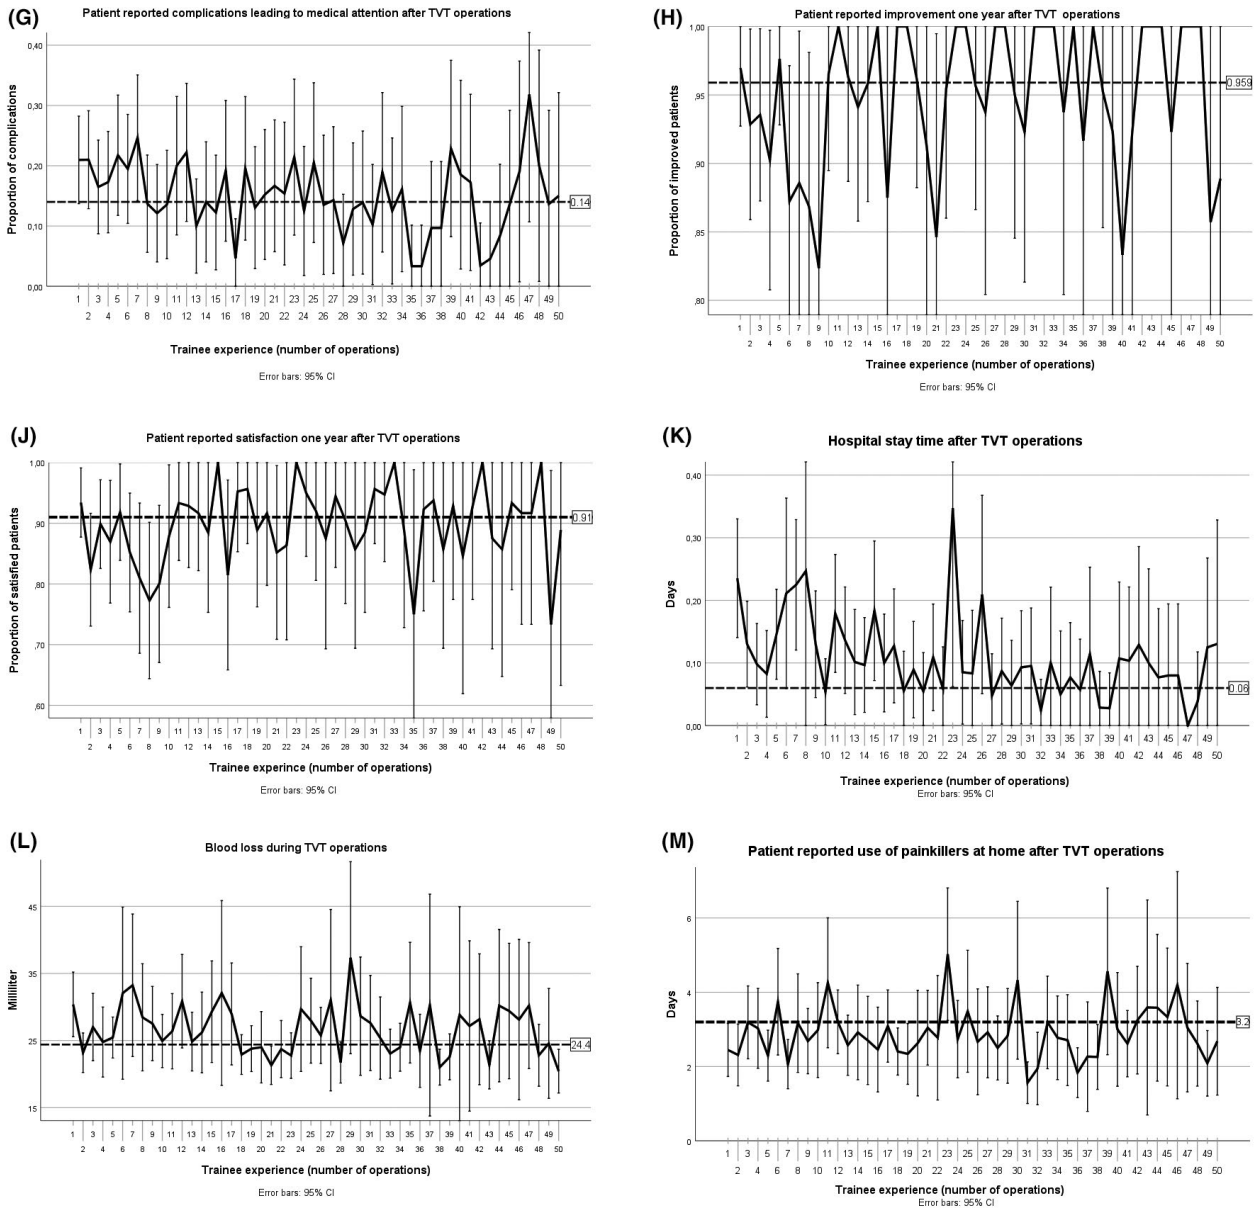 (G)
Patient reported complications leading to medical attention after TVT operations
Proportion of complications
0,40
0,30
0,20
0,10
0,00
0.14
1 3 5 7 9 11 13 15 17 19 21 23 25 27 29 31 33 35 37 39 41 43 45 47 49
2 4 6 8 10 12 14 16 18 20 22 24 26 28 30 32 34 36 38 40 42 44 46 48 50
Trainee experience (number of operations)
Error bars: 95% CI
(H)
Patient reported improvement one year after TVT operations
Proportion of improved patients
1,00
,95
,90
,85
,80
0.959
1 3 5 7 9 11 13 15 17 19 21 23 25 27 29 31 33 35 37 39 41 43 45 47 49
2 4 6 8 10 12 14 16 18 20 22 24 26 28 30 32 34 36 38 40 42 44 46 48 50
Trainee experience (number of operations)
Error bars: 95% CI
(J)
Patient reported satisfaction one year after TVT operations
Proportion of satisfied patients
1,00
,90
,80
,70
,60
0.91
1 3 5 7 9 11 13 15 17 19 21 23 25 27 29 31 33 35 37 39 41 43 45 47 49
2 4 6 8 10 12 14 16 18 20 22 24 26 28 30 32 34 36 38 40 42 44 46 48 50
Trainee experince (number of operations)
Error bars: 95% CI
(K)
Hospital stay time after TVT operations
Days
0,40
0,30
0,20
0,10
0,00
0.06
1 3 5 7 9 11 13 15 17 19 21 23 25 27 29 31 33 35 37 39 41 43 45 47 49
2 4 6 8 10 12 14 16 18 20 22 24 26 28 30 32 34 36 38 40 42 44 46 48 50
Trainee experience (number of operations)
Error bars: 95% CI
(L)
Blood loss during TVT operations
Milliliter
45
35
25
15
24.4
1 3 5 7 9 11 13 15 17 19 21 23 25 27 29 31 33 35 37 39 41 43 45 47 49
2 4 6 8 10 12 14 16 18 20 22 24 26 28 30 32 34 36 38 40 42 44 46 48 50
Trainee experience (number of operations)
Error bars: 95% CI
(M)
Patient reported use of painkillers at home after TVT operations
Days
6
4
2
0
3.2
1 3 5 7 9 11 13 15 17 19 21 23 25 27 29 31 33 35 37 39 41 43 45 47 49
2 4 6 8 10 12 14 16 18 20 22 24 26 28 30 32 34 36 38 40 42 44 46 48 50
Trainee experience (number of operations)
Error bars: 95% CI